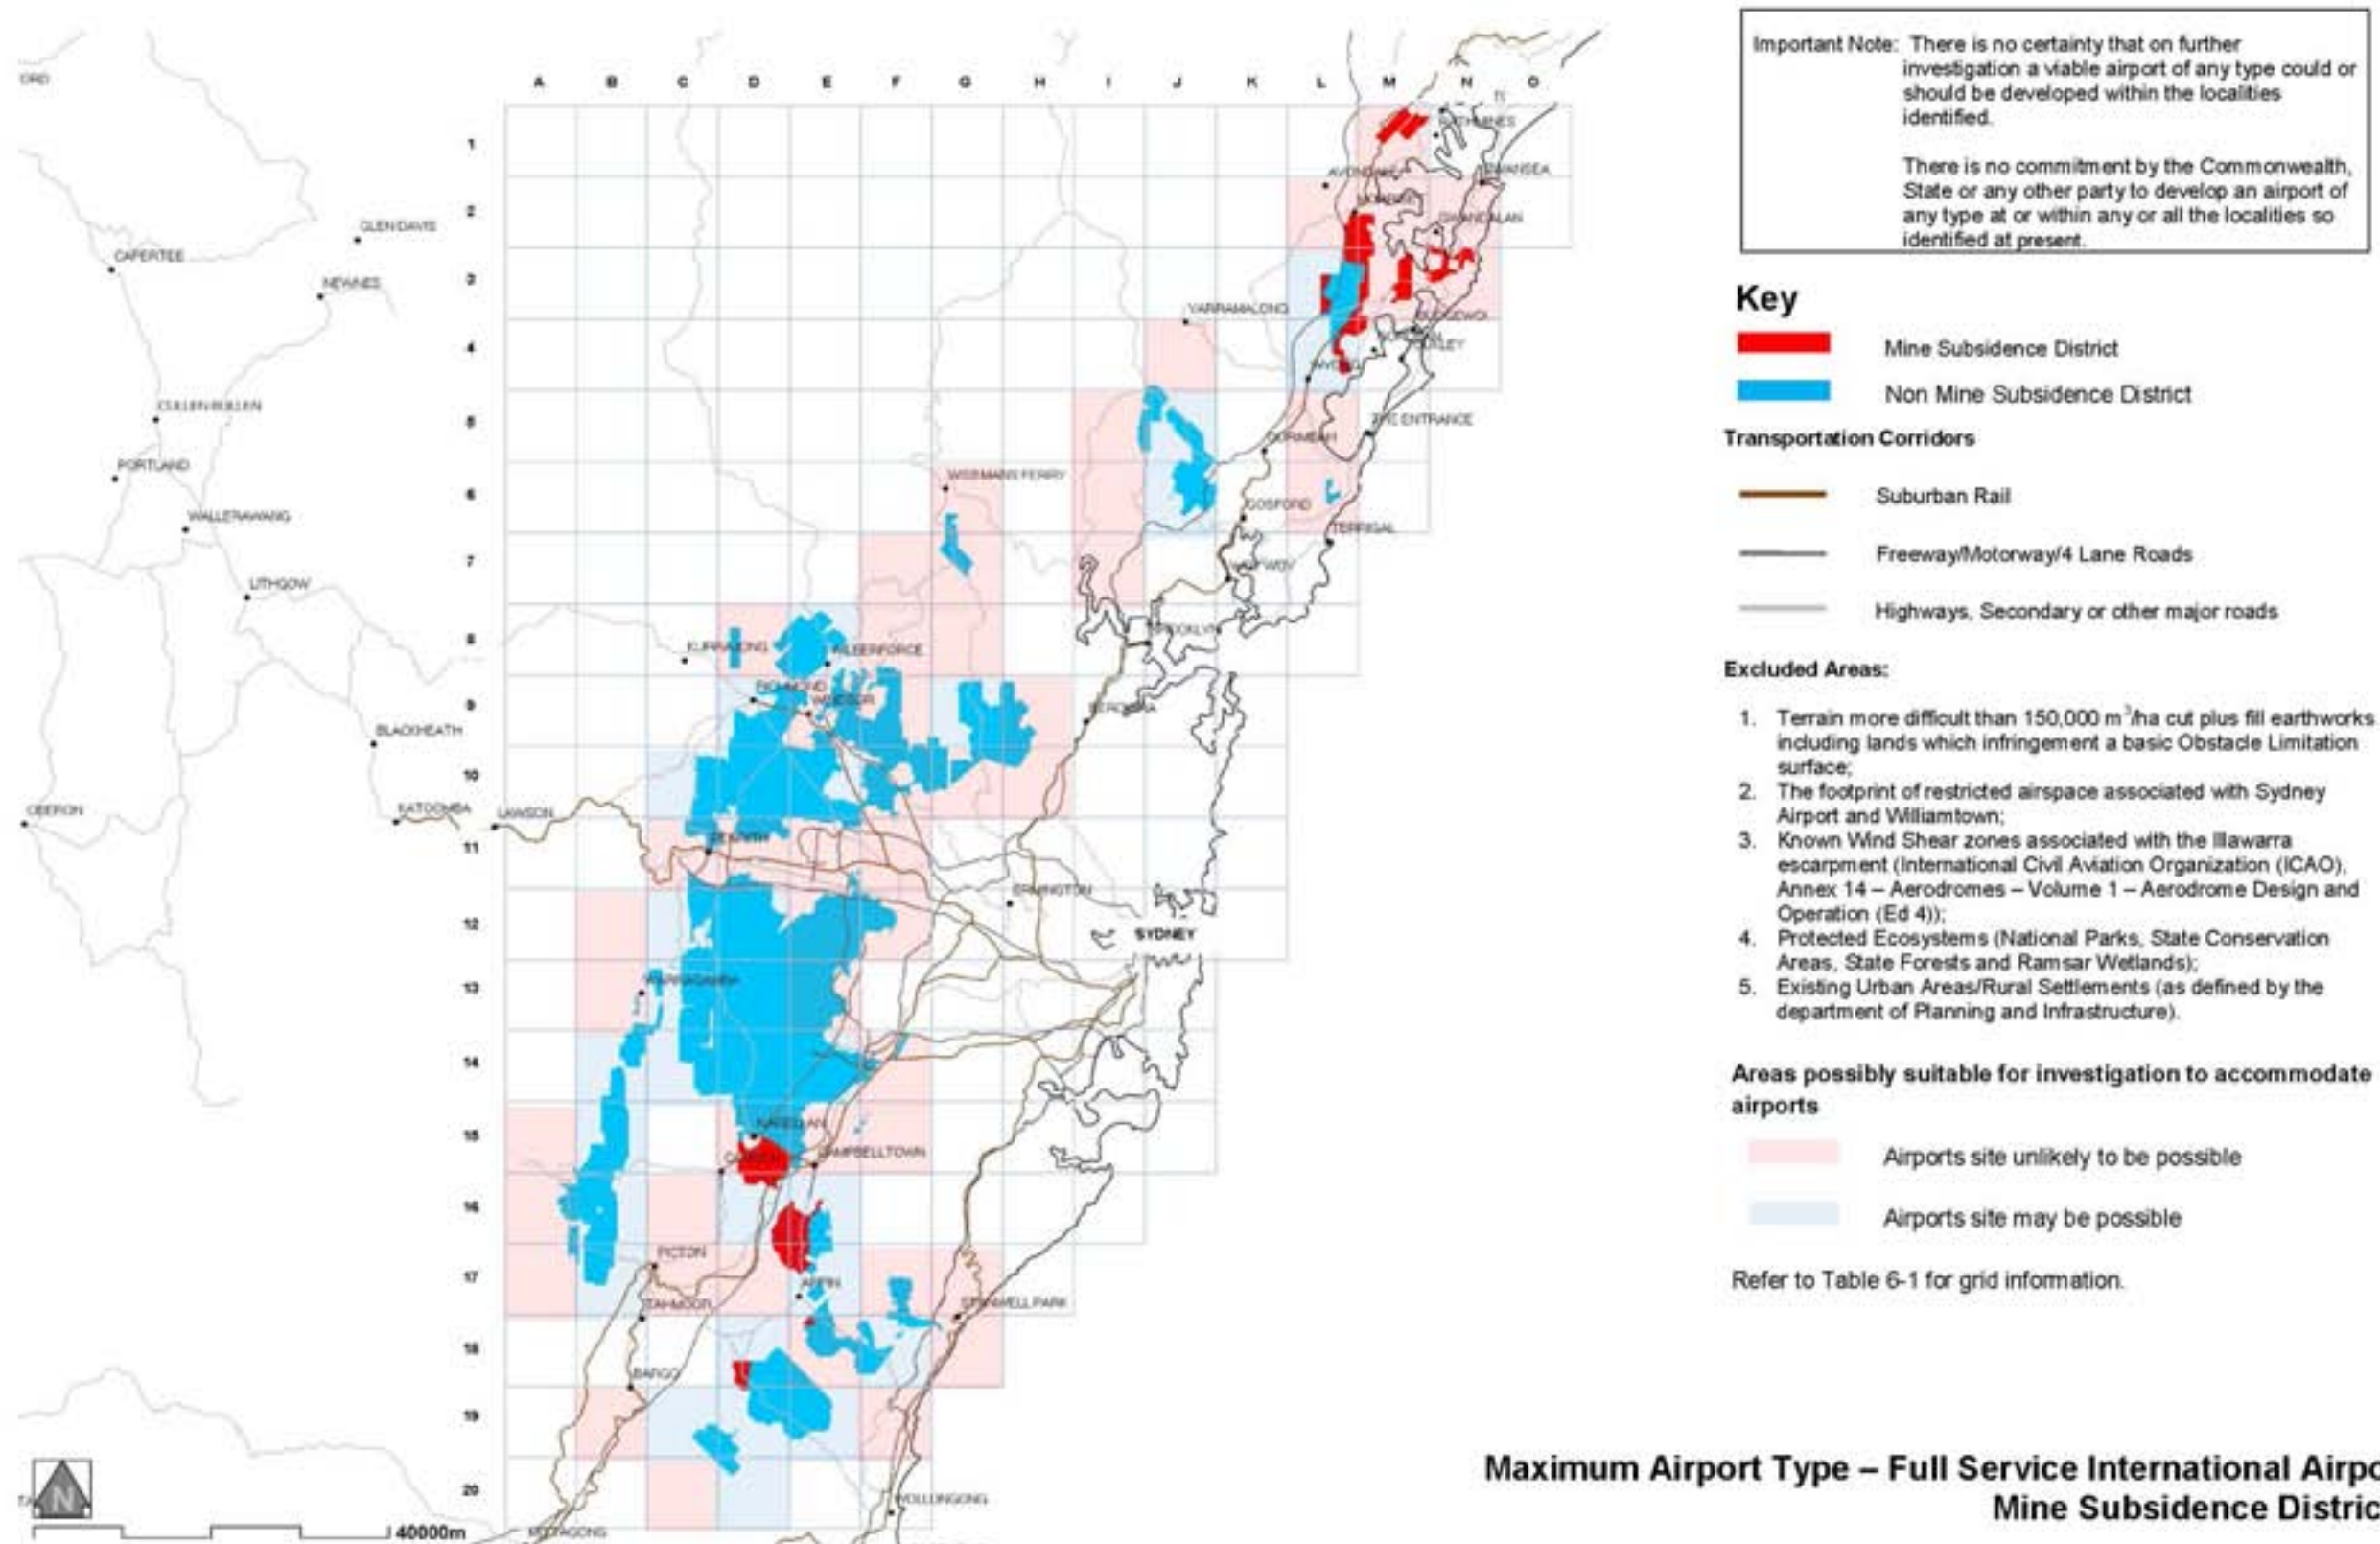 Important Note: There is no certainty that on further
investigation a viable airport of any type could or
should be developed within the localities
identified.
There is no commitment by the Commonwealth,
State or any other party to develop an airport of
any type at or within any or all the localities so
identified at present.
Key
Mine Subsidence District
Non Mine Subsidence District
Transportation Corridors
Suburban Rail
Freeway/Motorway/4 Lane Roads
Highways, Secondary or other major roads
Excluded Areas:
1. Terrain more difficult than 150,000 m³/ha cut plus fill earthworks
including lands which infringement a basic Obstacle Limitation
surface;
2. The footprint of restricted airspace associated with Sydney
Airport and Williamtown;
3. Known Wind Shear zones associated with the Illawarra
escarpment (International Civil Aviation Organization (ICAO),
Annex 14 – Aerodromes – Volume 1 – Aerodrome Design and
Operation (Ed 4));
4. Protected Ecosystems (National Parks, State Conservation
Areas, State Forests and Ramsar Wetlands);
5. Existing Urban Areas/Rural Settlements (as defined by the
department of Planning and Infrastructure).
Areas possibly suitable for investigation to accommodate
airports
Airports site unlikely to be possible
Airports site may be possible
Refer to Table 6-1 for grid information.
Maximum Airport Type – Full Service International Airpo
Mine Subsidence Distric
A B C D E F G H I J K L M N O
1
2
3
4
5
6
7
8
9
10
11
12
13
14
15
16
17
18
19
20
ORD
GLEN DAVIS
CAPERTEE
NEWNES
CULLEN BULLEN
PORTLAND
WALLERAWANG
LITHGOW
BLACKHEATH
OBERON
KATOOMBA
LAWSON
SWANSEA
GWANDALAN
YARRAMALONG
THE ENTRANCE
WISEMANS FERRY
GOSFORD
TERRIGAL
BROOKLYN
KURRAJONG
WILBERFORCE
RICHMOND
WINDSOR
BEROWRA
PENRITH
ERMINGTON
SYDNEY
WARRAGAMBA
NARELLAN
CAMPBELLTOWN
PICTON
APPIN
TAHMOOR
STANWELL PARK
BARGO
WOLLONGONG
MITTAGONG
N
40000m